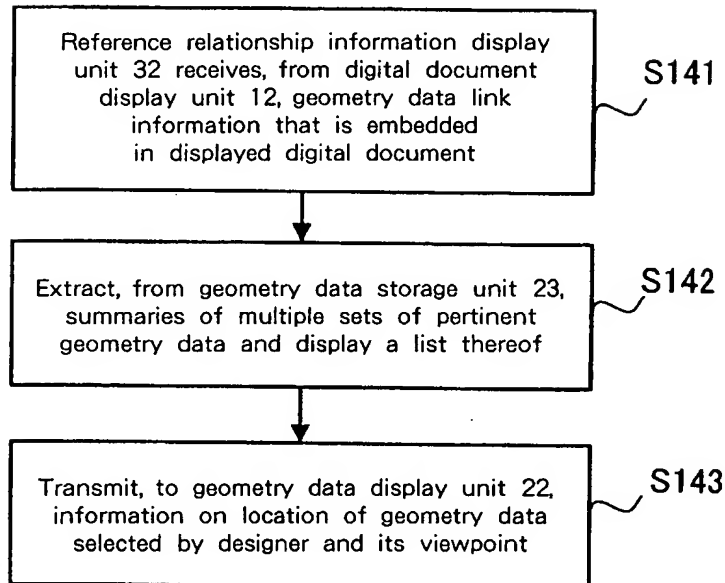 Reference relationship information display
unit 32 receives, from digital document
display unit 12, geometry data link
information that is embedded
in displayed digital document
S141
Extract, from geometry data storage unit 23,
summaries of multiple sets of pertinent
geometry data and display a list thereof
S142
Transmit, to geometry data display unit 22,
information on location of geometry data
selected by designer and its viewpoint
S143